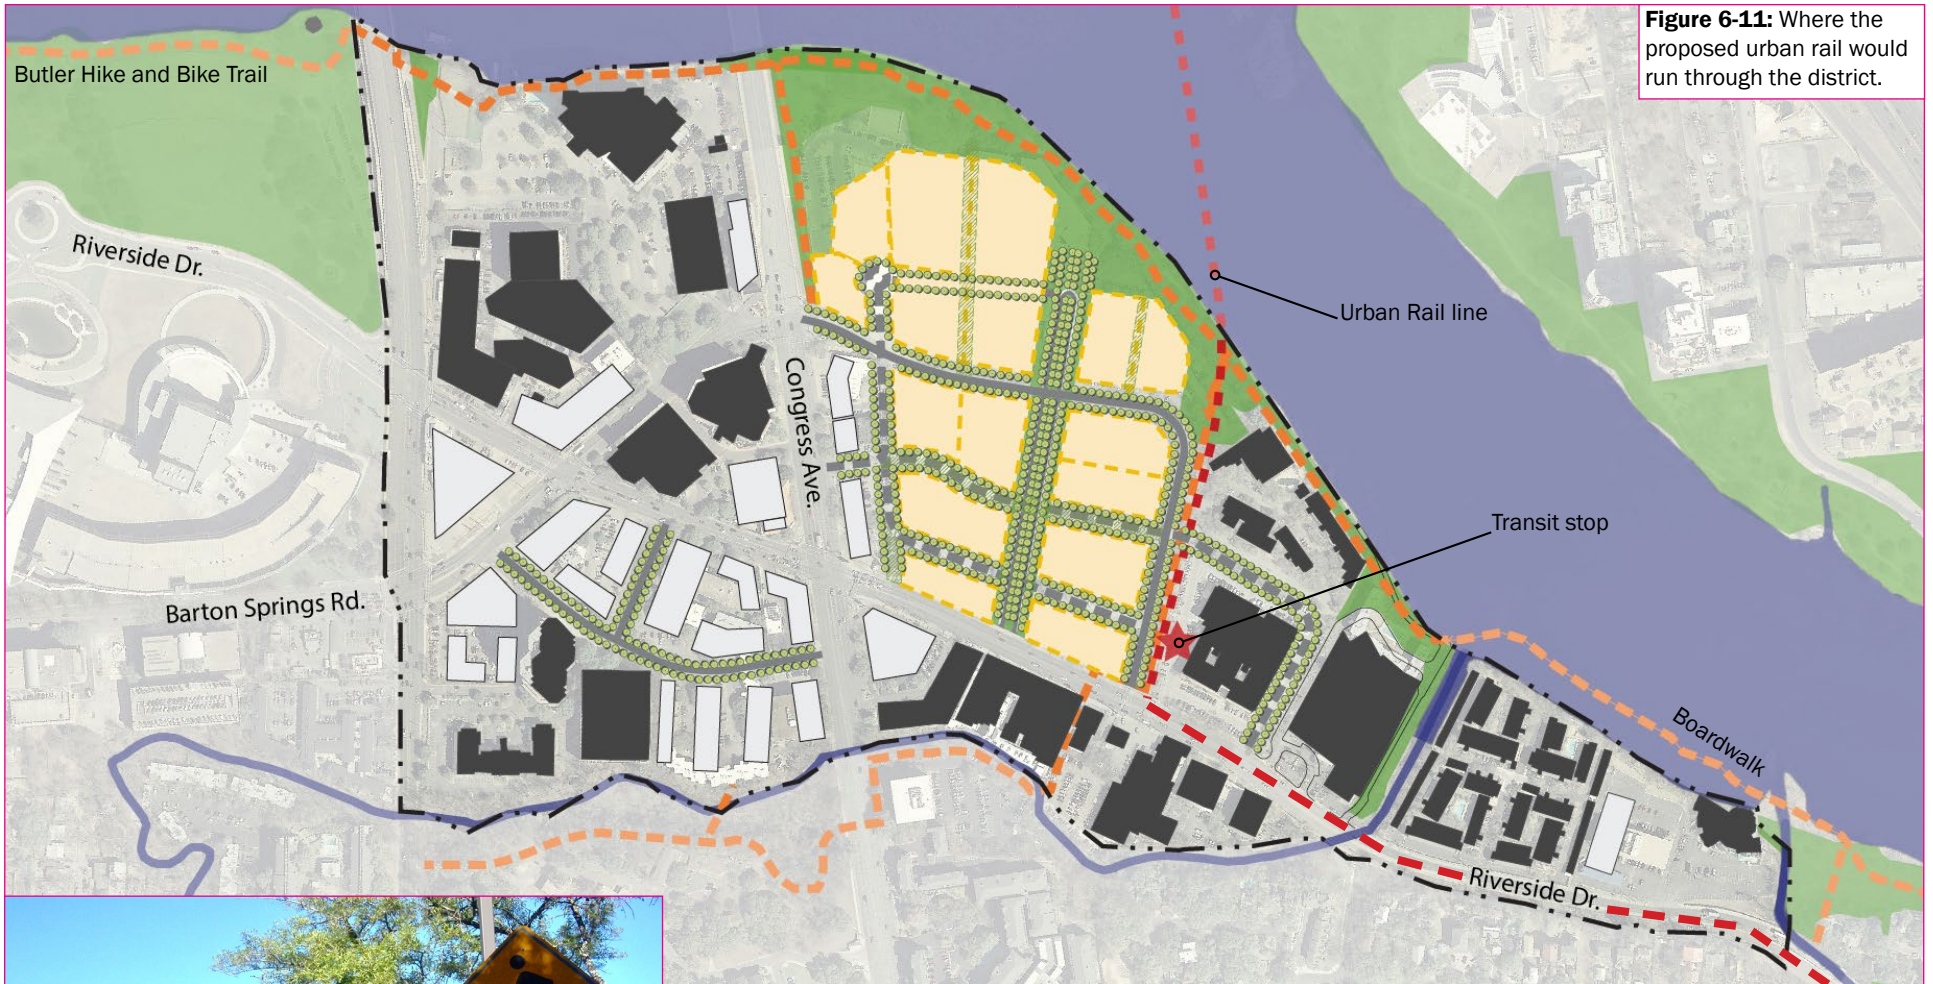 Figure 6-11: Where the
proposed urban rail would
run through the district.
Butler Hike and Bike Trail
Riverside Dr.
Urban Rail line
Congress Ave.
Transit stop
Barton Springs Rd.
Boardwalk
Riverside Dr.